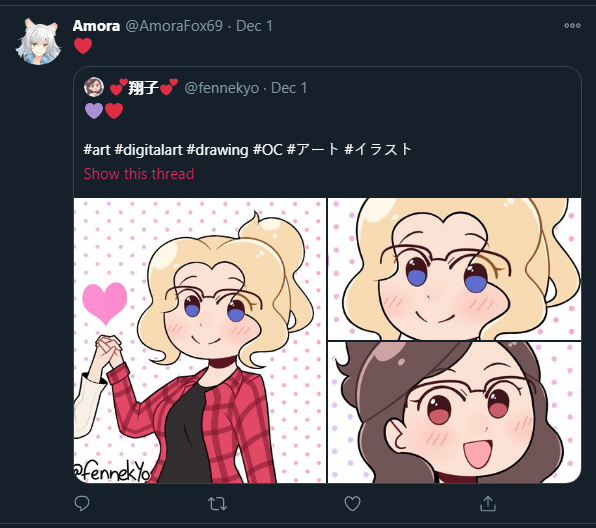 Amora @AmoraFox69 · Dec 1
❤️
💕翔子💕 @fennekyo · Dec 1
💜❤️
#art #digitalart #drawing #OC #アート #イラスト
Show this thread
@fennekyo